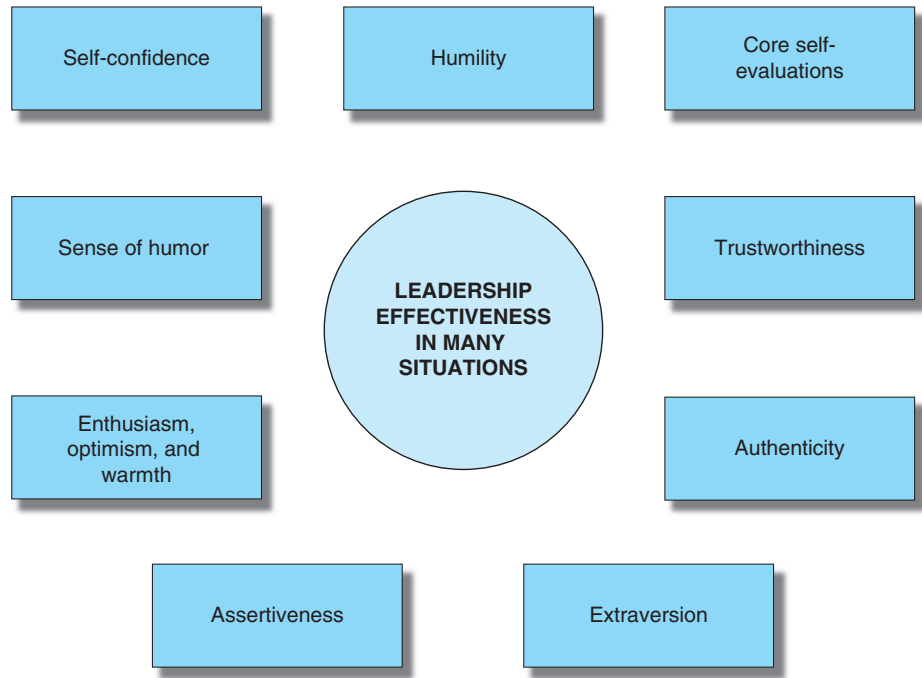 Self-confidence
Humility
Core self-
evaluations
Sense of humor
LEADERSHIP
EFFECTIVENESS
IN MANY
SITUATIONS
Trustworthiness
Enthusiasm,
optimism, and
warmth
Authenticity
Assertiveness
Extraversion